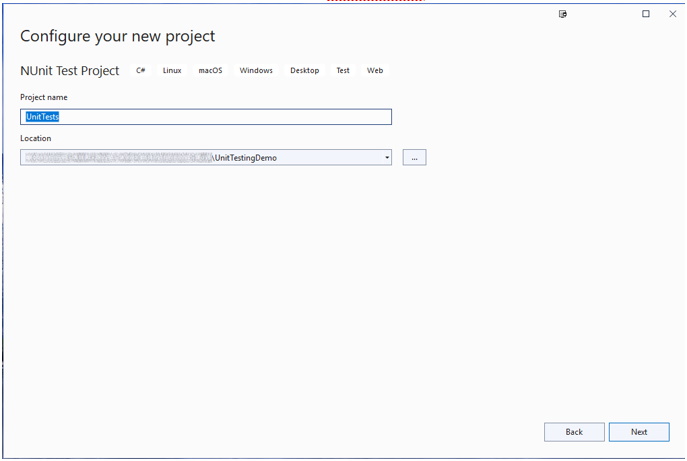 Configure your new project
NUnit Test Project C# Linux macOS Windows Desktop Test Web
Project name
UnitTests
Location
\UnitTestingDemo
...
Back Next